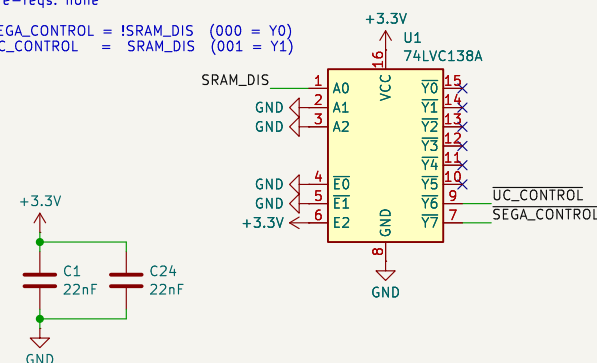 e-reqs: none
EGA_CONTROL = !SRAM_DIS (000 = Y0)
C_CONTROL = SRAM_DIS (001 = Y1)
+3.3V
U1
74LVC138A
16
VCC
SRAM_DIS
1
A0
Y0
15
GND
2
A1
Y1
14
GND
3
A2
Y2
13
Y3
12
Y4
11
GND
4
E0
Y5
10
GND
5
E1
Y6
9
UC_CONTROL
+3.3V
6
E2
Y7
7
SEGA_CONTROL
GND
8
GND
+3.3V
C1
22nF
C24
22nF
GND